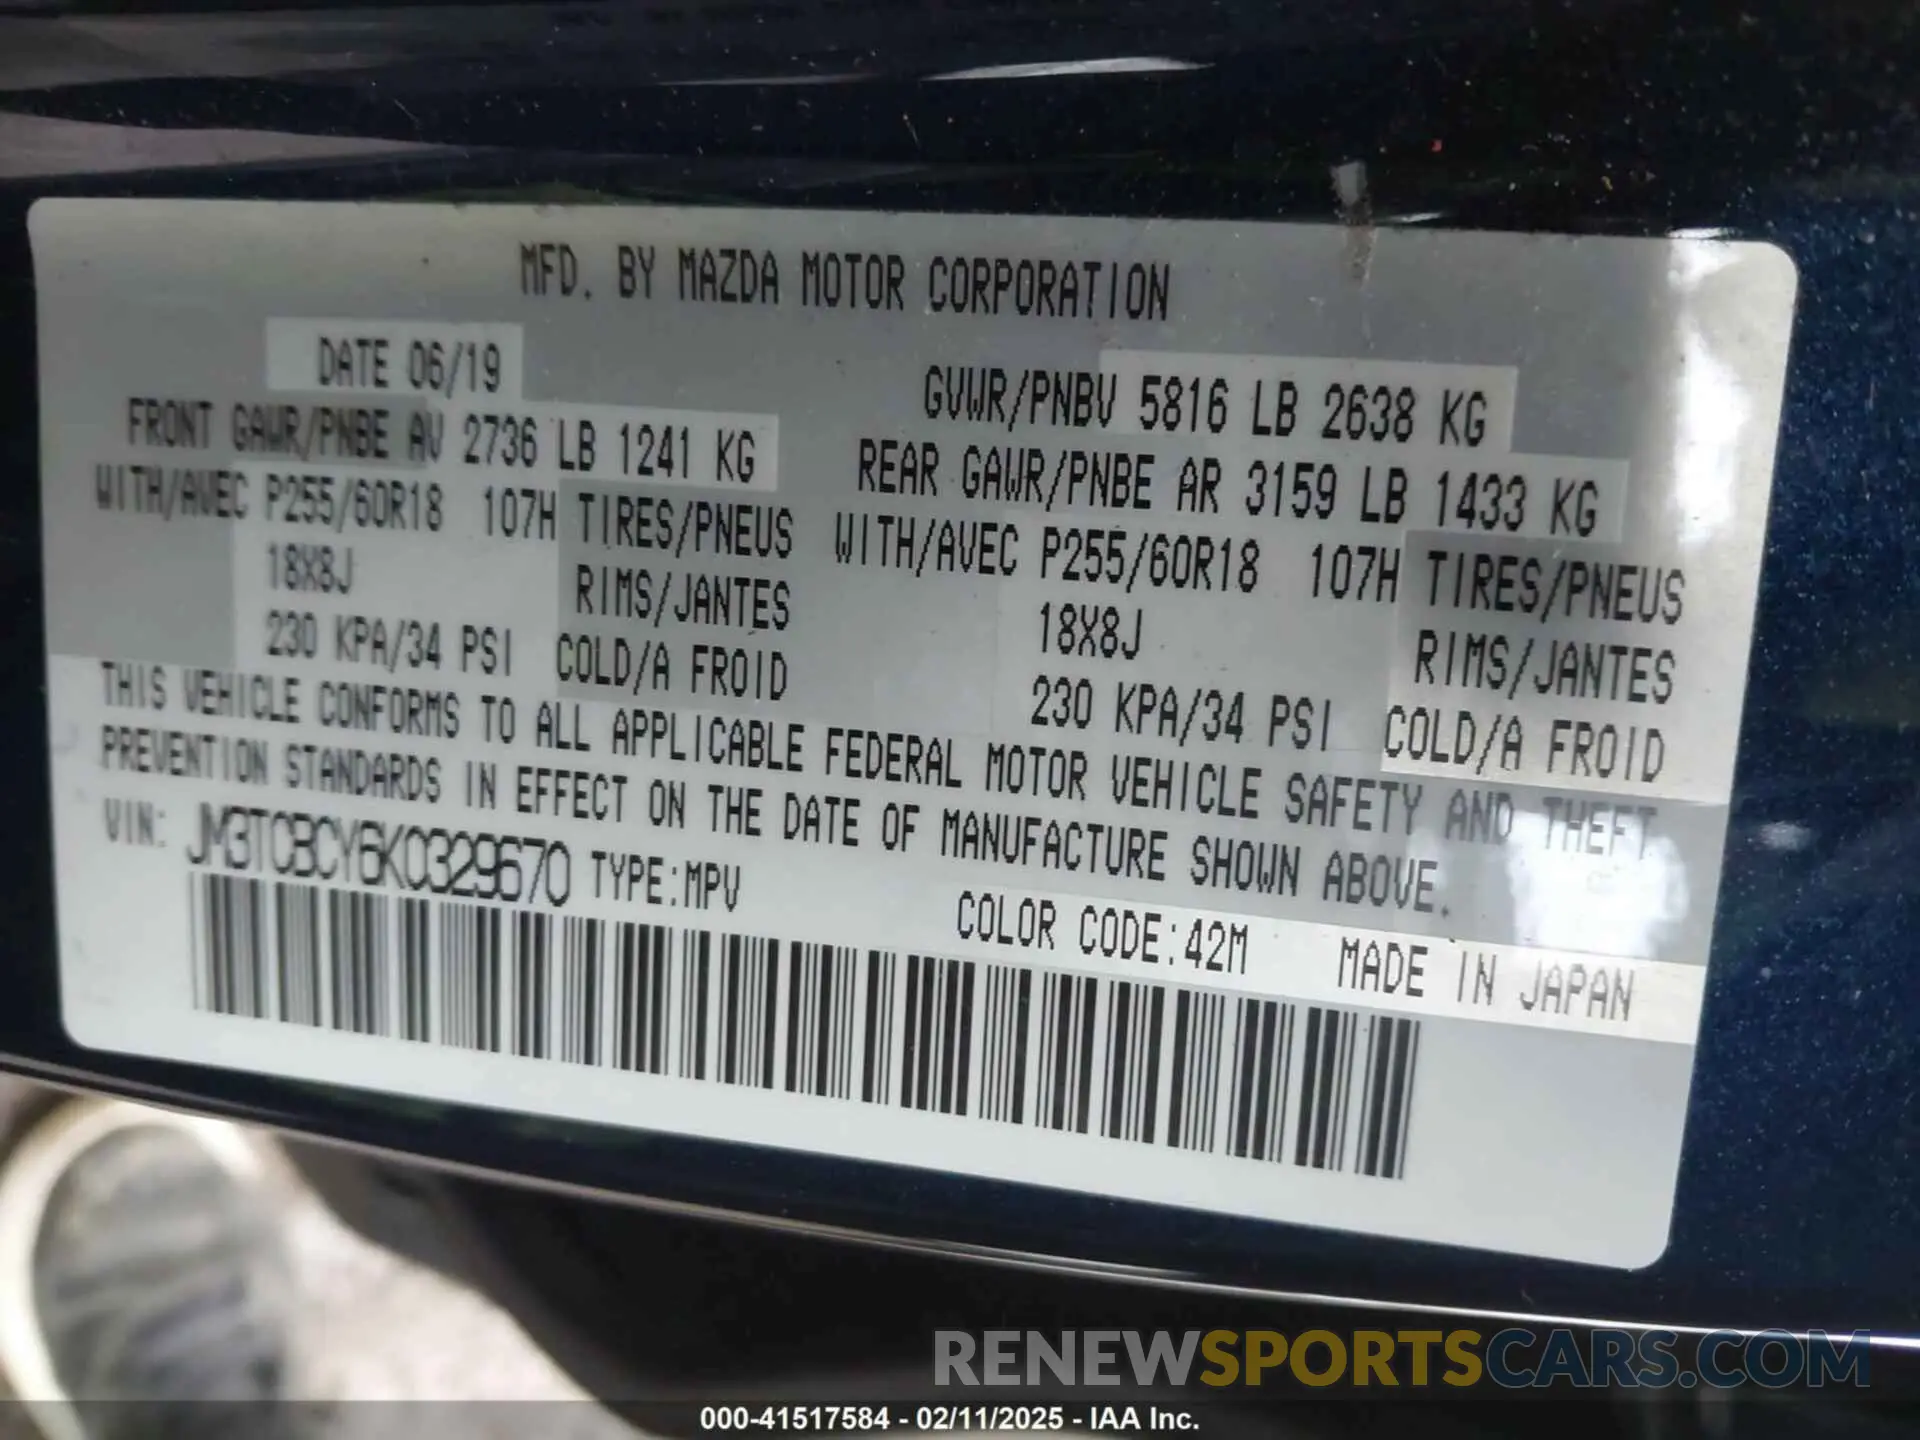 MFD. BY MAZDA MOTOR CORPORATION
DATE 06/19
GVWR/PNBV 5816 LB 2638 KG
FRONT GAWR/PNBE AV 2736 LB 1241 KG
REAR GAWR/PNBE AR 3159 LB 1433 KG
WITH/AVEC P255/60R18 107H TIRES/PNEUS
WITH/AVEC P255/60R18 107H TIRES/PNEUS
18X8J RIMS/JANTES
18X8J RIMS/JANTES
230 KPA/34 PSI COLD/A FROID
230 KPA/34 PSI COLD/A FROID
THIS VEHICLE CONFORMS TO ALL APPLICABLE FEDERAL MOTOR VEHICLE SAFETY AND THEFT
PREVENTION STANDARDS IN EFFECT ON THE DATE OF MANUFACTURE SHOWN ABOVE.
VIN: JM3TCBCY6K0329670 TYPE:MPV
COLOR CODE:42M MADE IN JAPAN
RENEWSPORTSCARS.COM
000-41517584 - 02/11/2025 - IAA Inc.